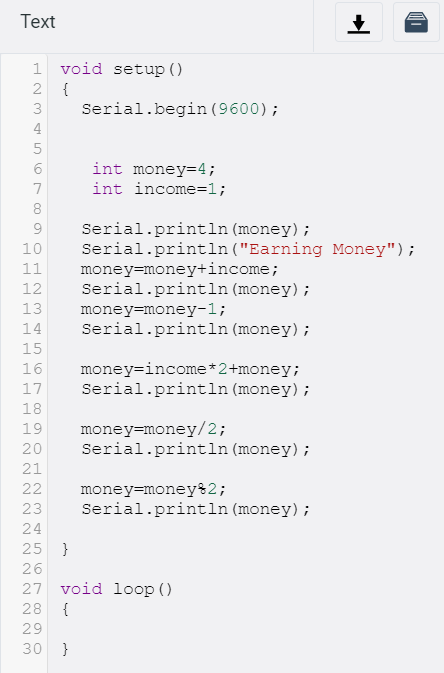 Text
1 void setup()
2 {
3   Serial.begin(9600);
4
5
6    int money=4;
7    int income=1;
8
9   Serial.println(money);
10   Serial.println("Earning Money");
11   money=money+income;
12   Serial.println(money);
13   money=money-1;
14   Serial.println(money);
15
16   money=income*2+money;
17   Serial.println(money);
18
19   money=money/2;
20   Serial.println(money);
21
22   money=money%2;
23   Serial.println(money);
24
25 }
26
27 void loop()
28 {
29
30 }